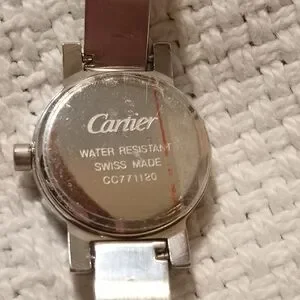 Cartier
WATER RESISTANT
SWISS MADE
CC771120